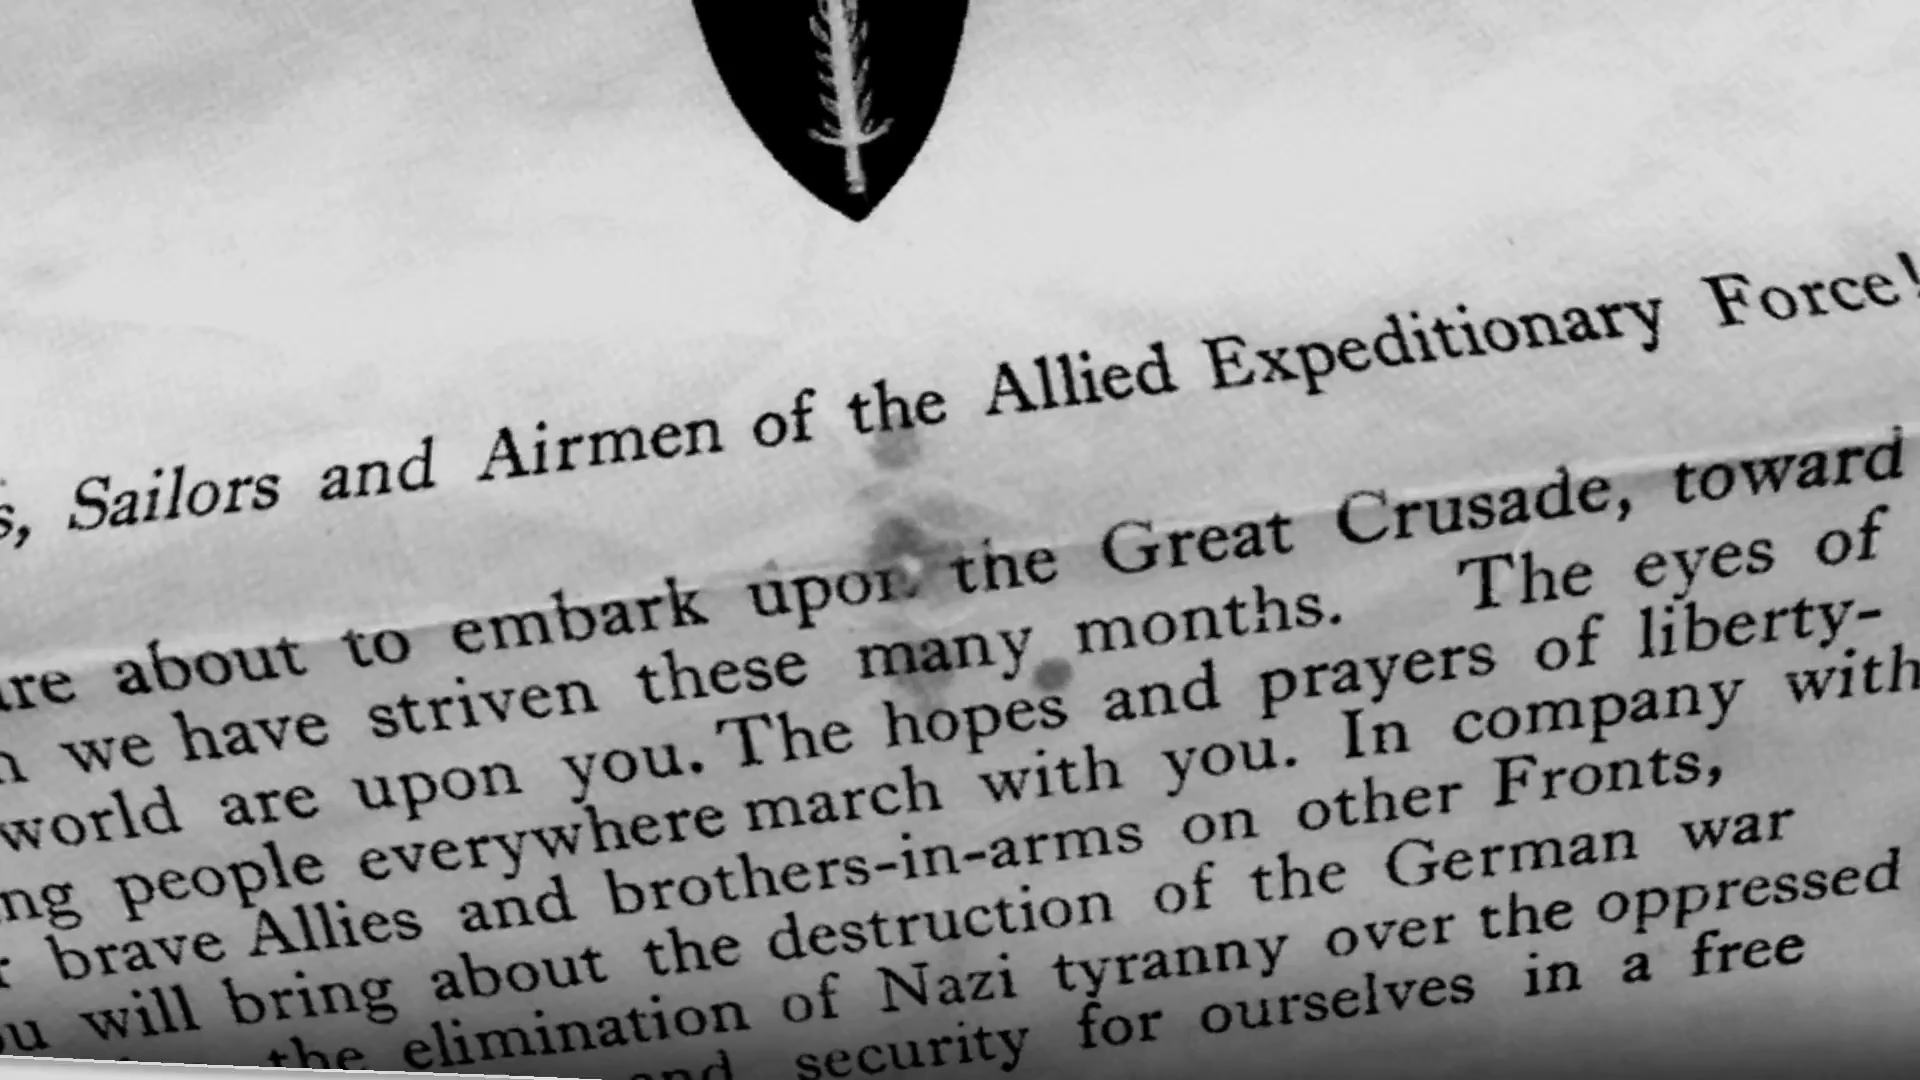 Sailors and Airmen of the Allied Expeditionary Force!
about to embark upon the Great Crusade, toward
we have striven these many months. The eyes of
world are upon you. The hopes and prayers of liberty-
people everywhere march with you. In company with
brave Allies and brothers-in-arms on other Fronts,
will bring about the destruction of the German war
the elimination of Nazi tyranny over the oppressed
and security for ourselves in a free